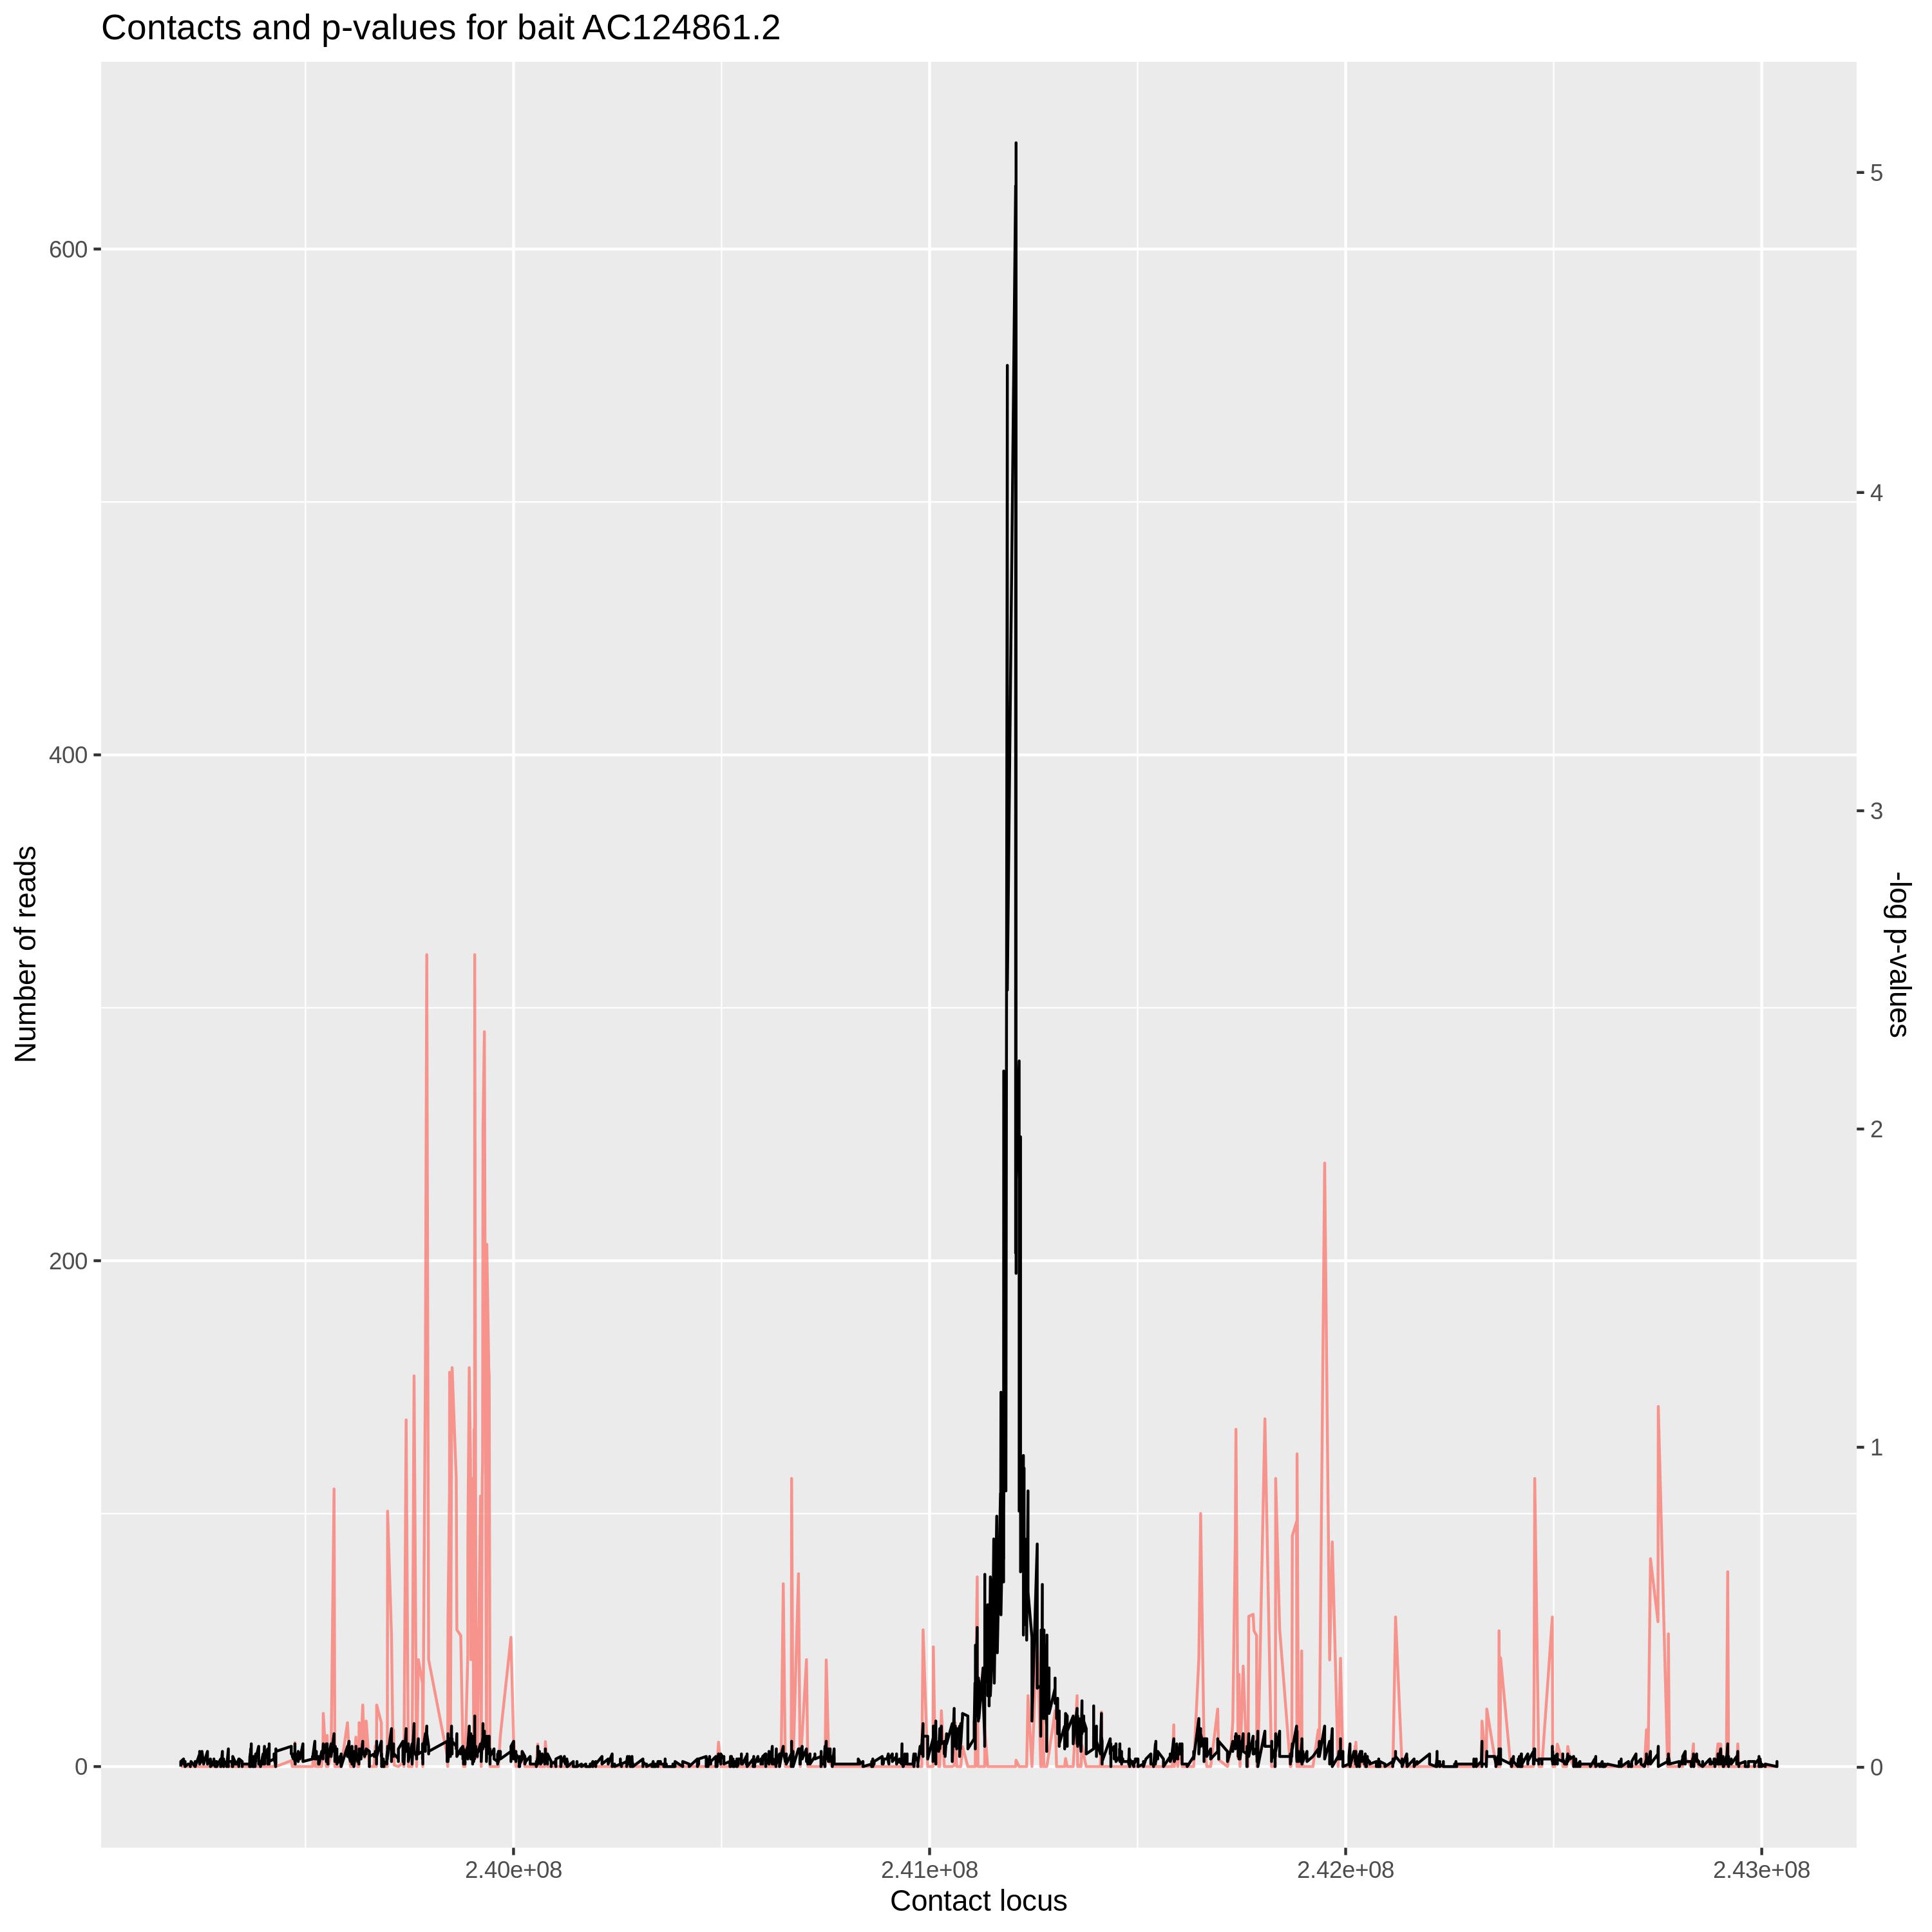 Contacts and p-values for bait AC124861.2
600
400
200
0
Number of reads
5
4
3
2
1
0
-log p-values
2.40e+08 2.41e+08 2.42e+08 2.43e+08
Contact locus